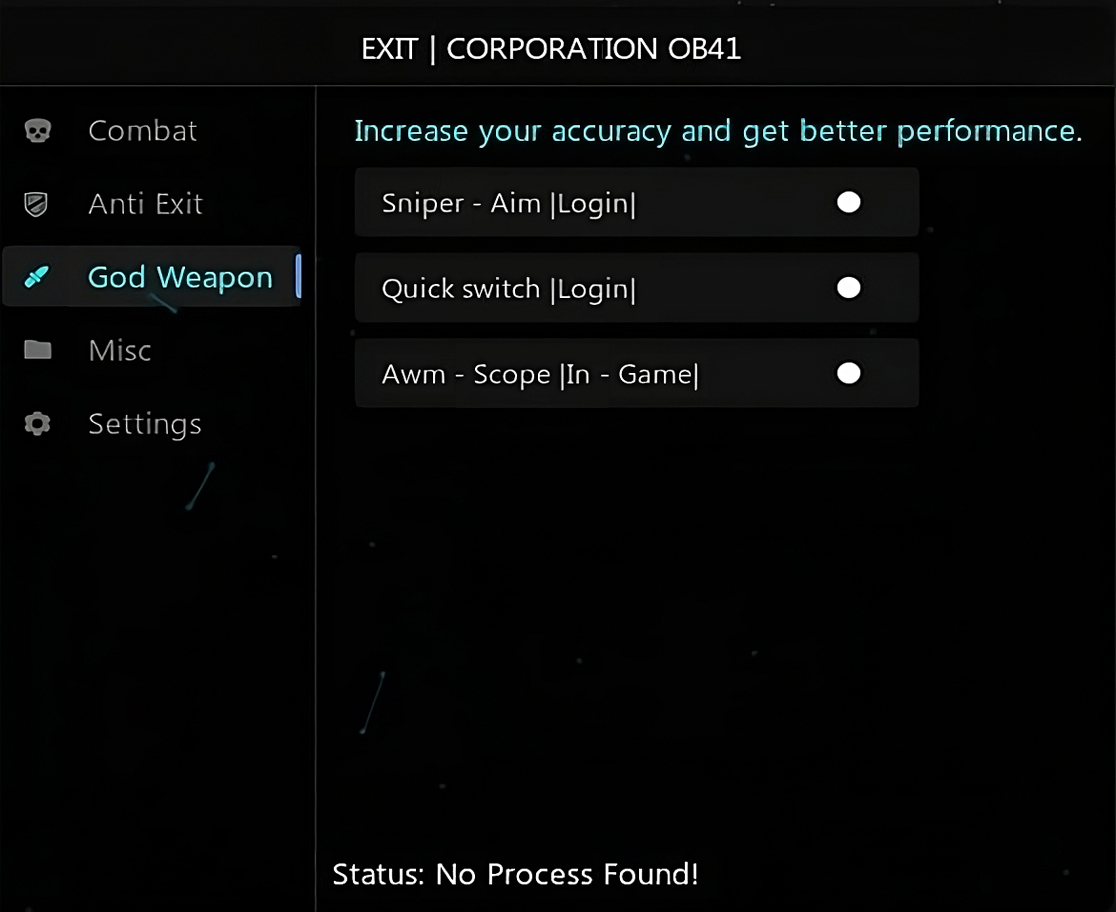 EXIT | CORPORATION OB41
Combat
Anti Exit
God Weapon
Misc
Settings
Increase your accuracy and get better performance.
Sniper - Aim |Login|
Quick switch |Login|
Awm - Scope |In - Game|
Status: No Process Found!